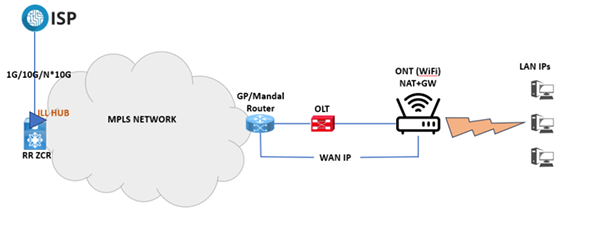 ISP
1G/10G/N*10G
ILL HUB
RR ZCR
MPLS NETWORK
GP/Mandal
Router
OLT
WAN IP
ONT (WiFi)
NAT+GW
LAN IPs